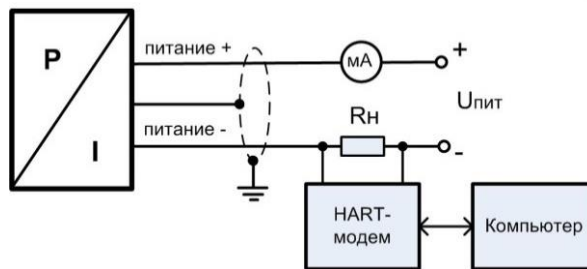 P
I
питание +
питание -
мА
+
Uпит
Rн
-
HART-
модем
Компьютер